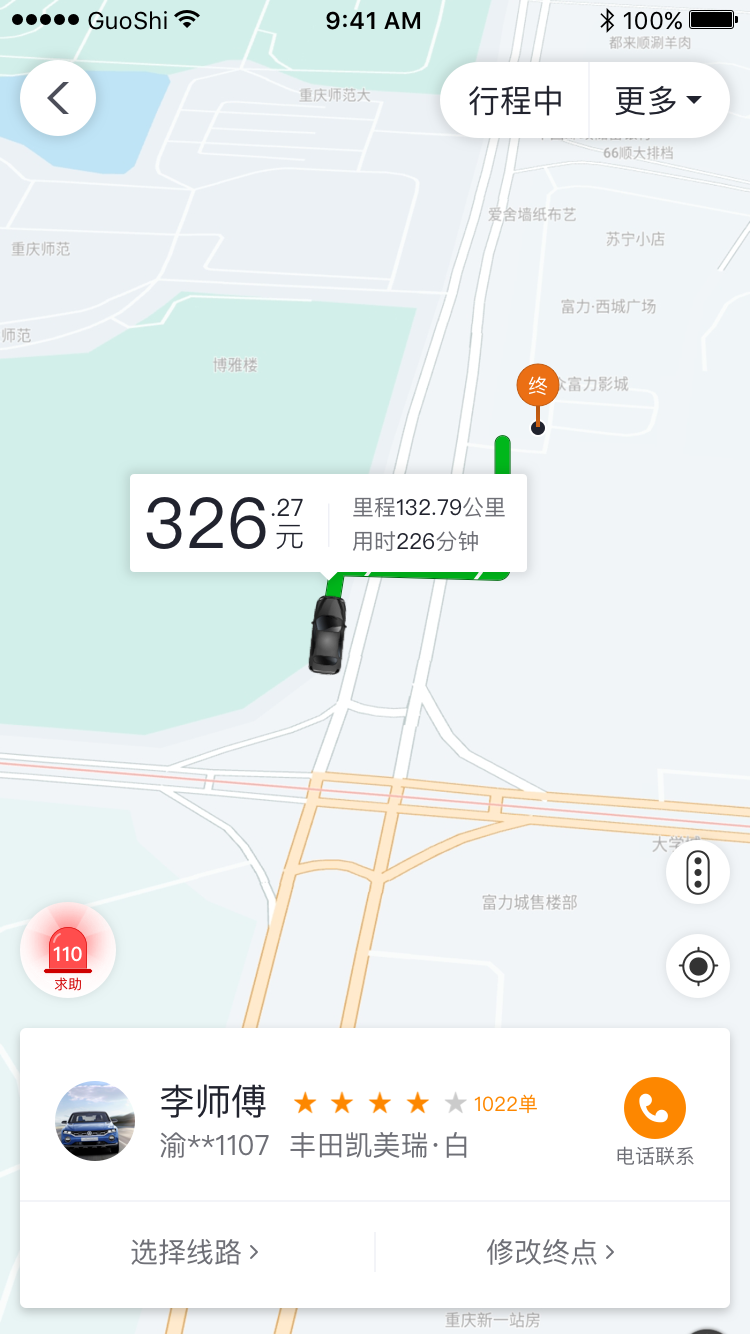 GuoShi
9:41 AM
100%
都来顺涮羊肉
重庆师范大
行程中
更多
66顺大排档
爱舍墙纸布艺
苏宁小店
重庆师范
富力·西城广场
师范
博雅楼
终
众富力影城
326.27元
里程132.79公里
用时226分钟
大学城
富力城售楼部
110
求助
李师傅
1022单
渝**1107 丰田凯美瑞·白
电话联系
选择线路
修改终点
重庆新一站房